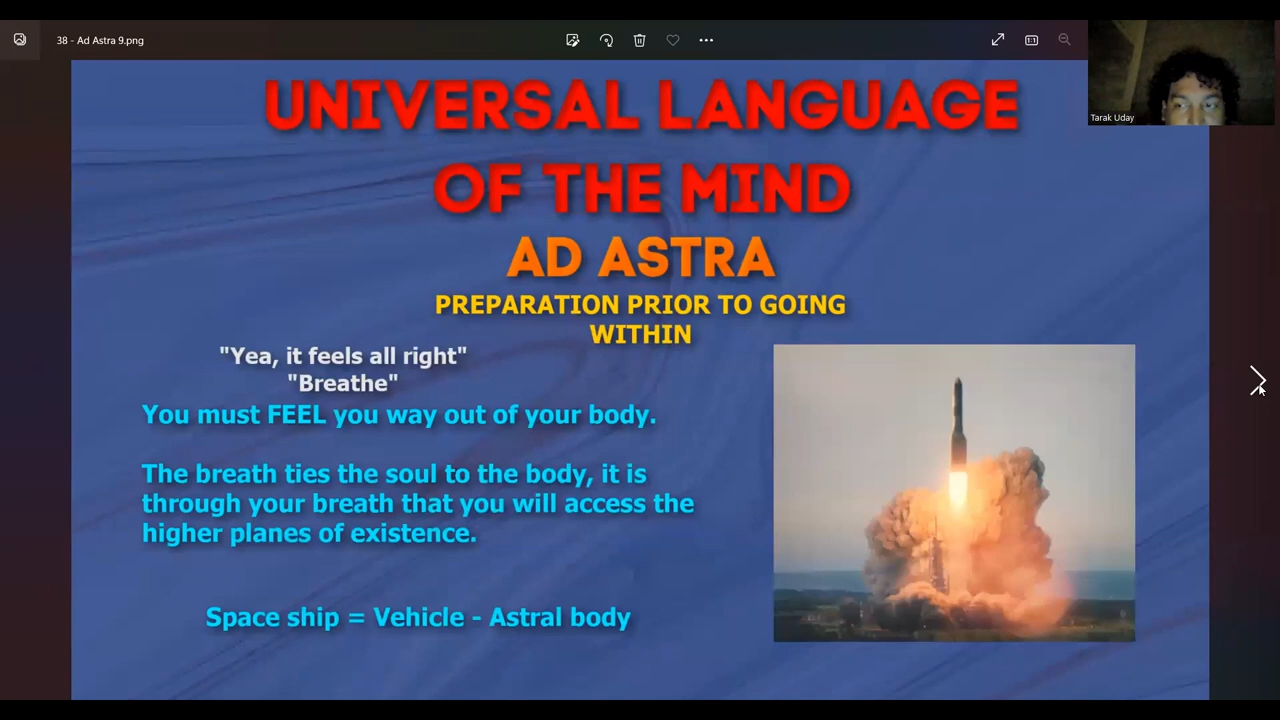 38 - Ad Astra 9.png
Tarak Uday
UNIVERSAL LANGUAGE
OF THE MIND
AD ASTRA
PREPARATION PRIOR TO GOING
WITHIN
"Yea, it feels all right"
"Breathe"
You must FEEL you way out of your body.
The breath ties the soul to the body, it is
through your breath that you will access the
higher planes of existence.
Space ship = Vehicle - Astral body